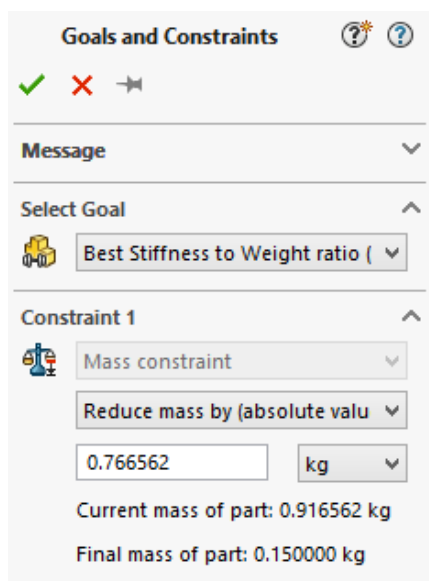 Goals and Constraints
Message
Select Goal
Best Stiffness to Weight ratio (
Constraint 1
Mass constraint
Reduce mass by (absolute valu
0.766562 kg
Current mass of part: 0.916562 kg
Final mass of part: 0.150000 kg